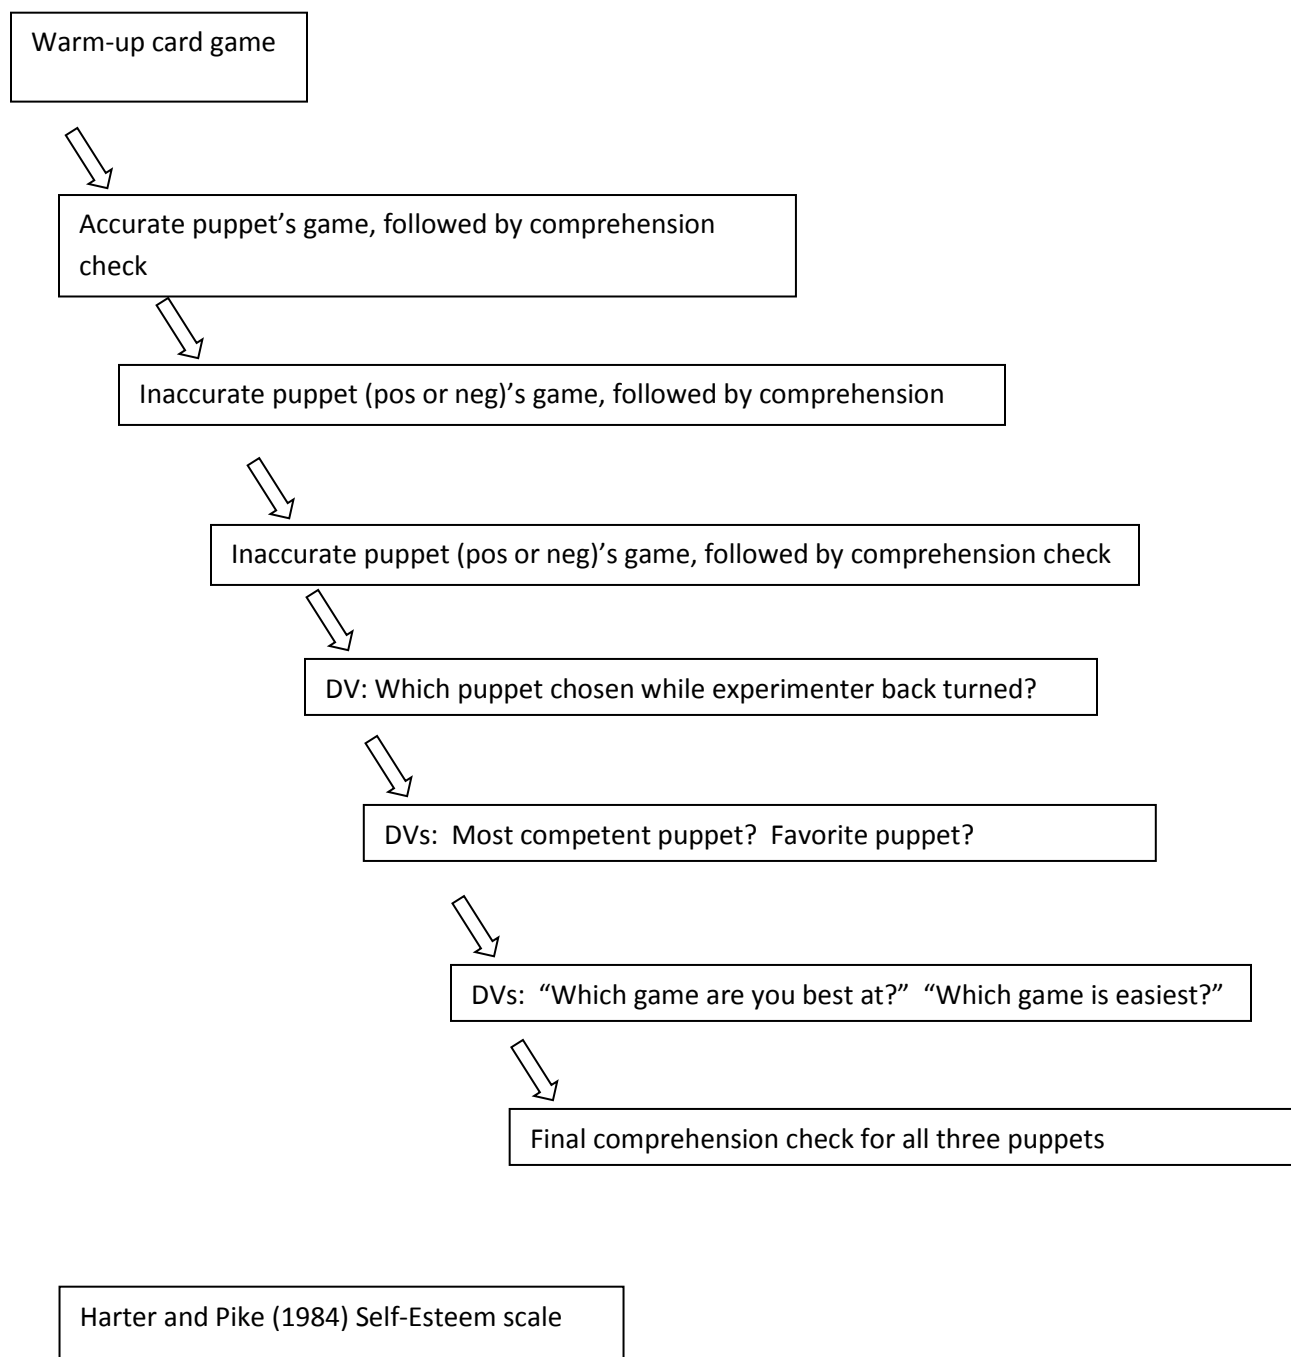 Warm-up card game
Accurate puppet’s game, followed by comprehension
check
Inaccurate puppet (pos or neg)’s game, followed by comprehension
Inaccurate puppet (pos or neg)’s game, followed by comprehension check
DV: Which puppet chosen while experimenter back turned?
DVs:  Most competent puppet?  Favorite puppet?
DVs:  “Which game are you best at?”  “Which game is easiest?”
Final comprehension check for all three puppets
Harter and Pike (1984) Self-Esteem scale